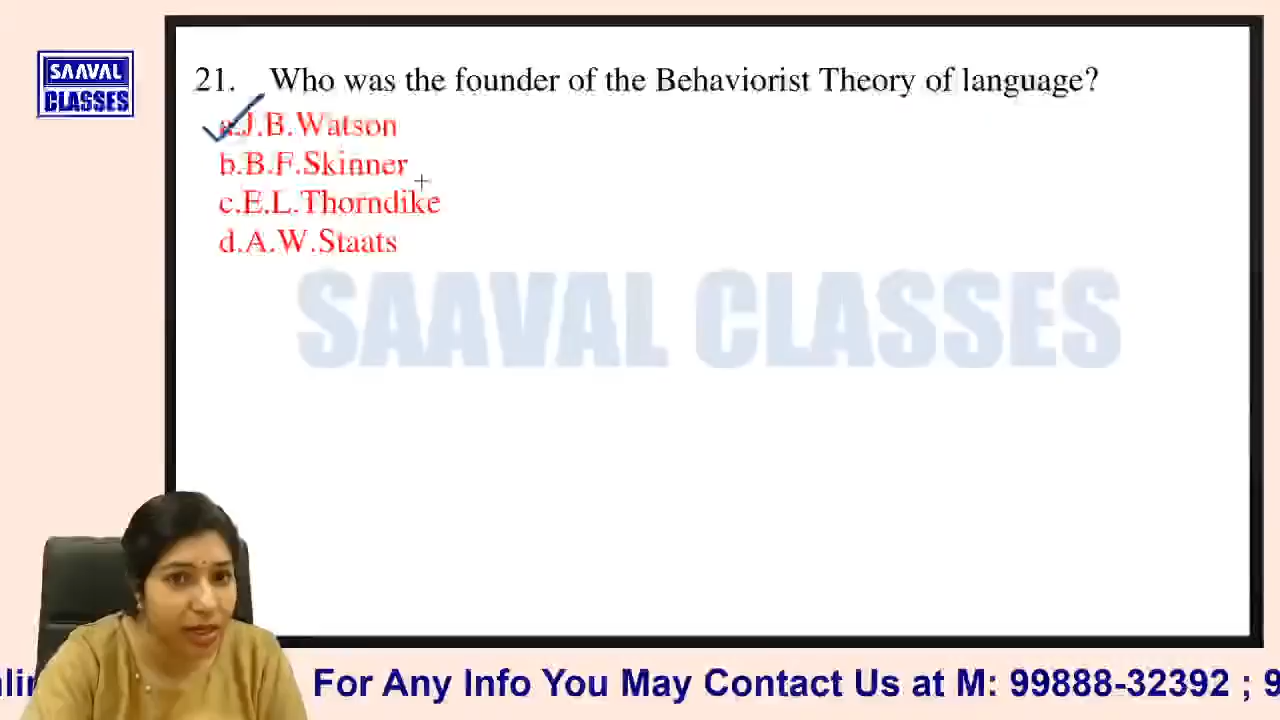 SAAVAL
CLASSES
21. Who was the founder of the Behaviorist Theory of language?
a.J.B.Watson
b.B.F.Skinner
c.E.L.Thorndike
d.A.W.Staats
SAAVAL CLASSES
For Any Info You May Contact Us at M: 99888-32392 ; 9